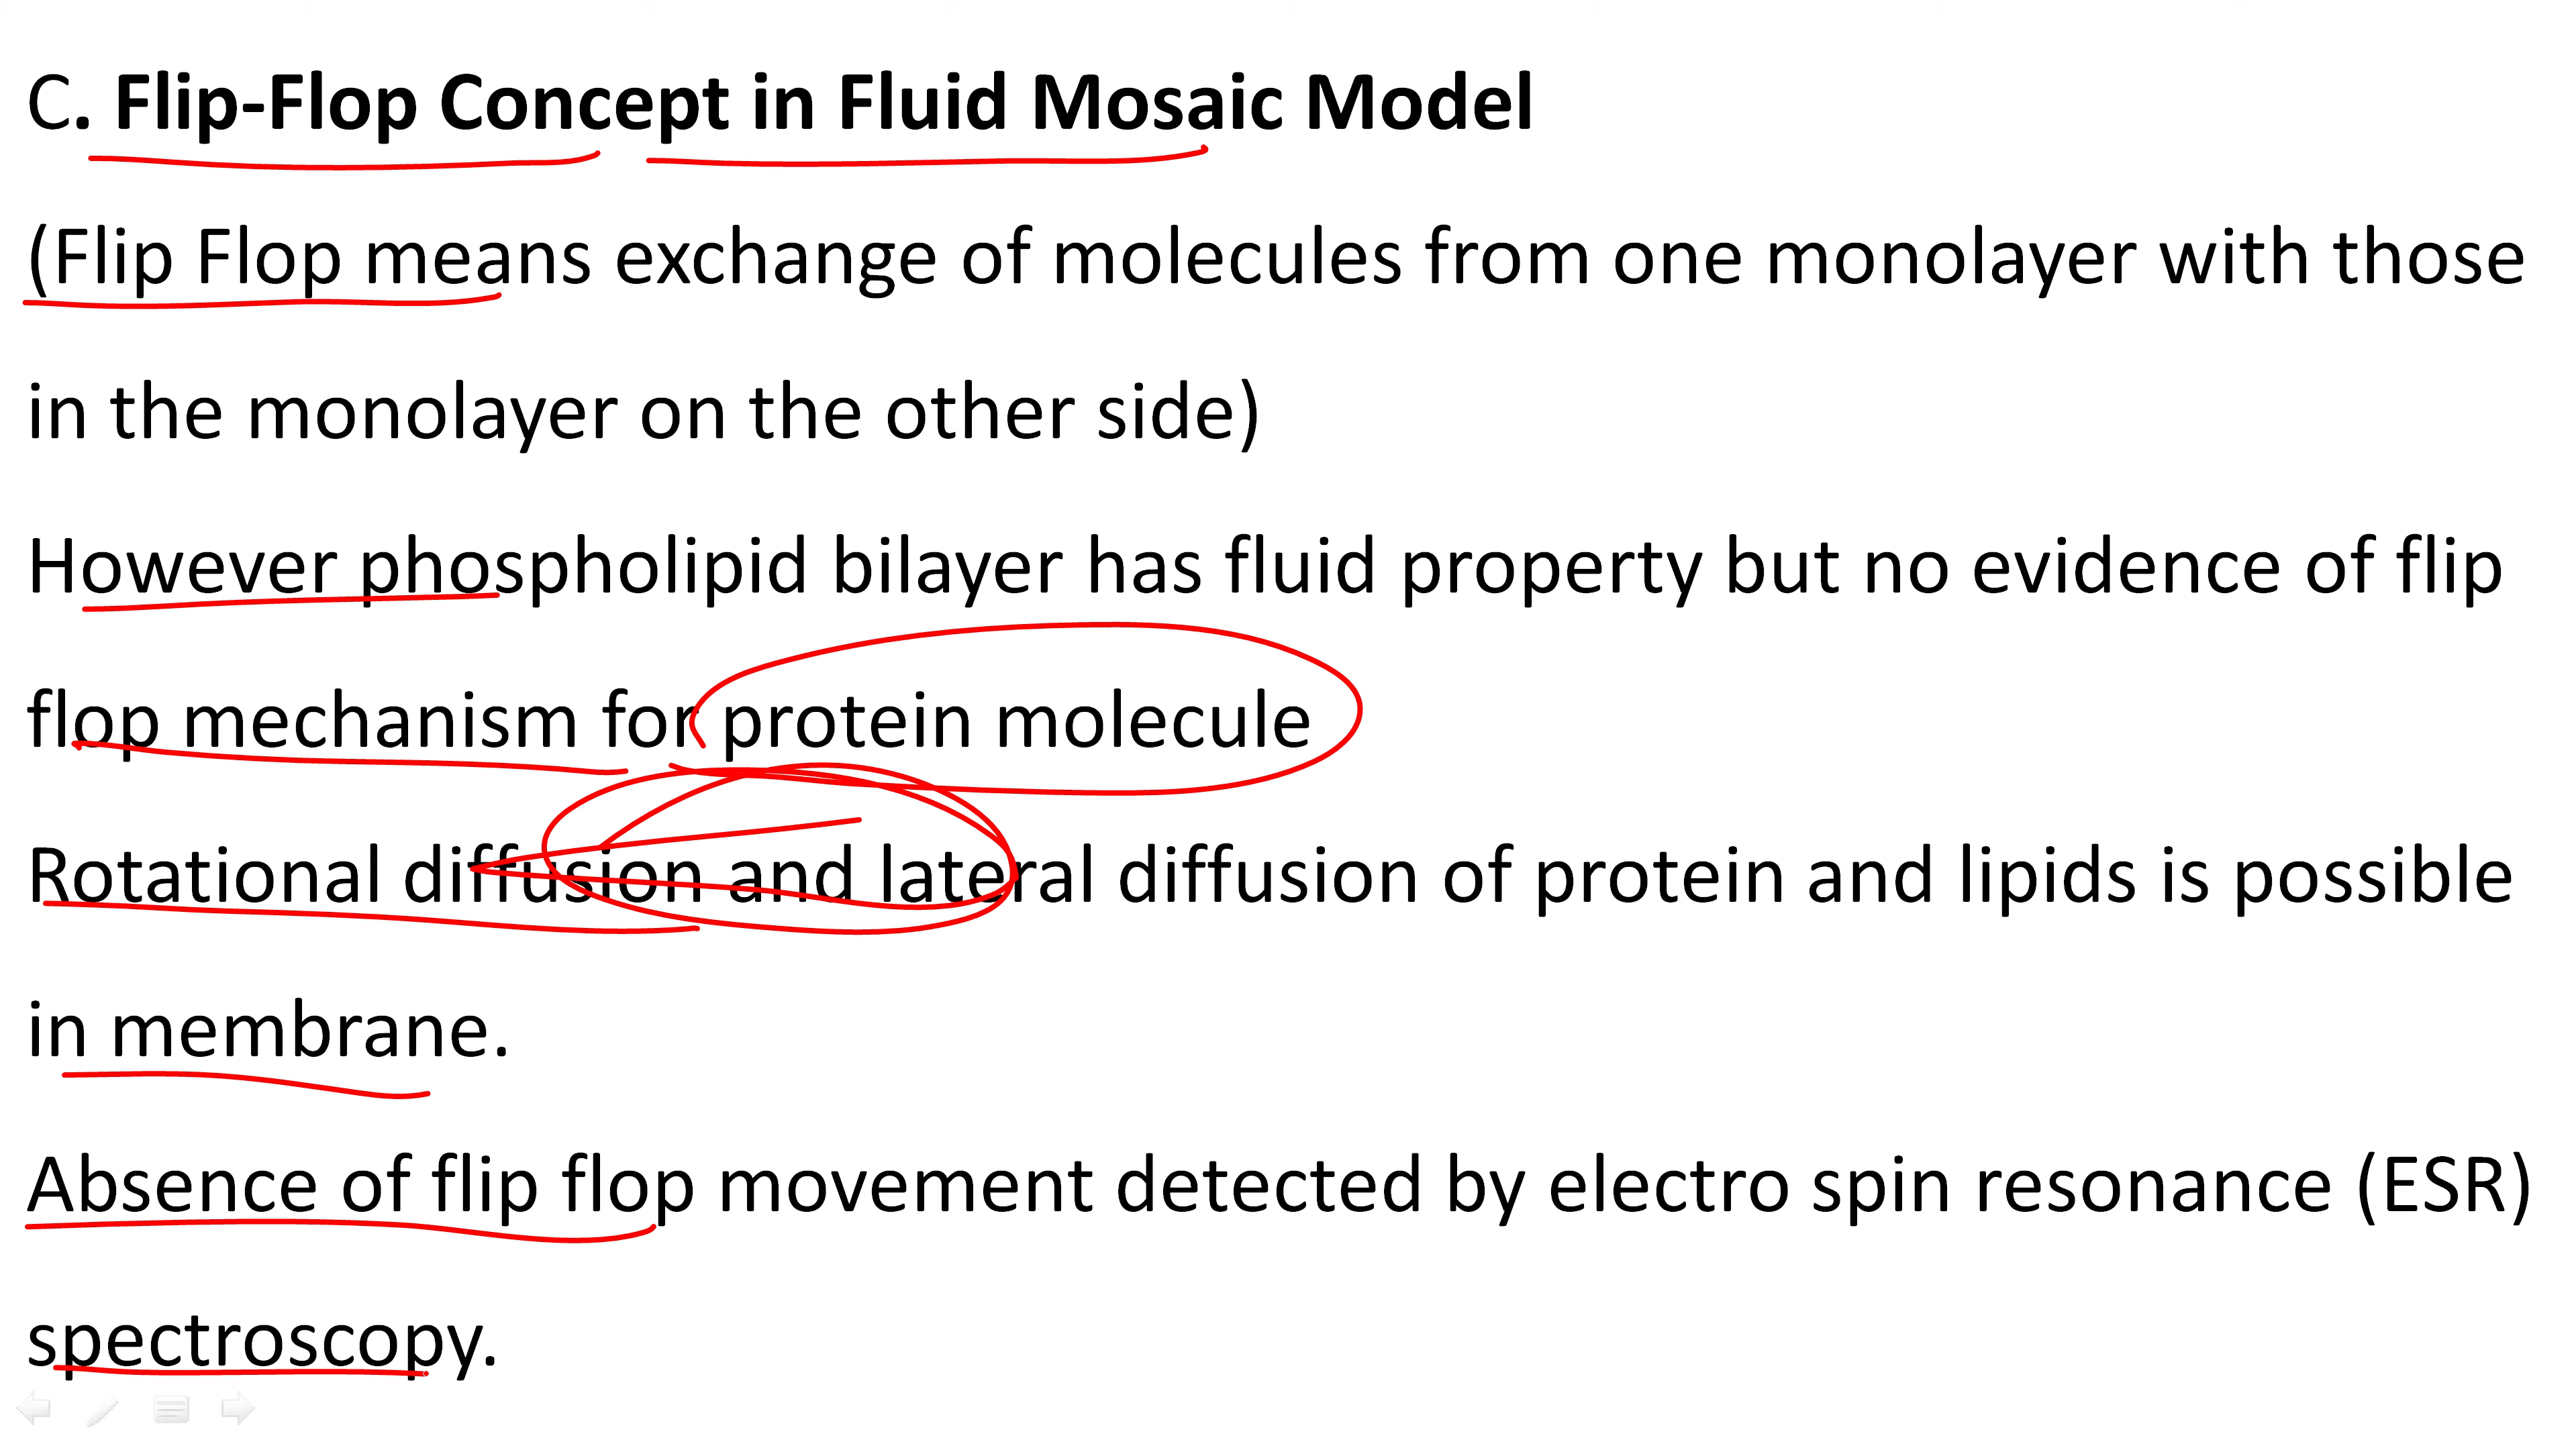 C. Flip-Flop Concept in Fluid Mosaic Model
(Flip Flop means exchange of molecules from one monolayer with those
in the monolayer on the other side)
However phospholipid bilayer has fluid property but no evidence of flip
flop mechanism for protein molecule
Rotational diffusion and lateral diffusion of protein and lipids is possible
in membrane.
Absence of flip flop movement detected by electro spin resonance (ESR)
spectroscopy.